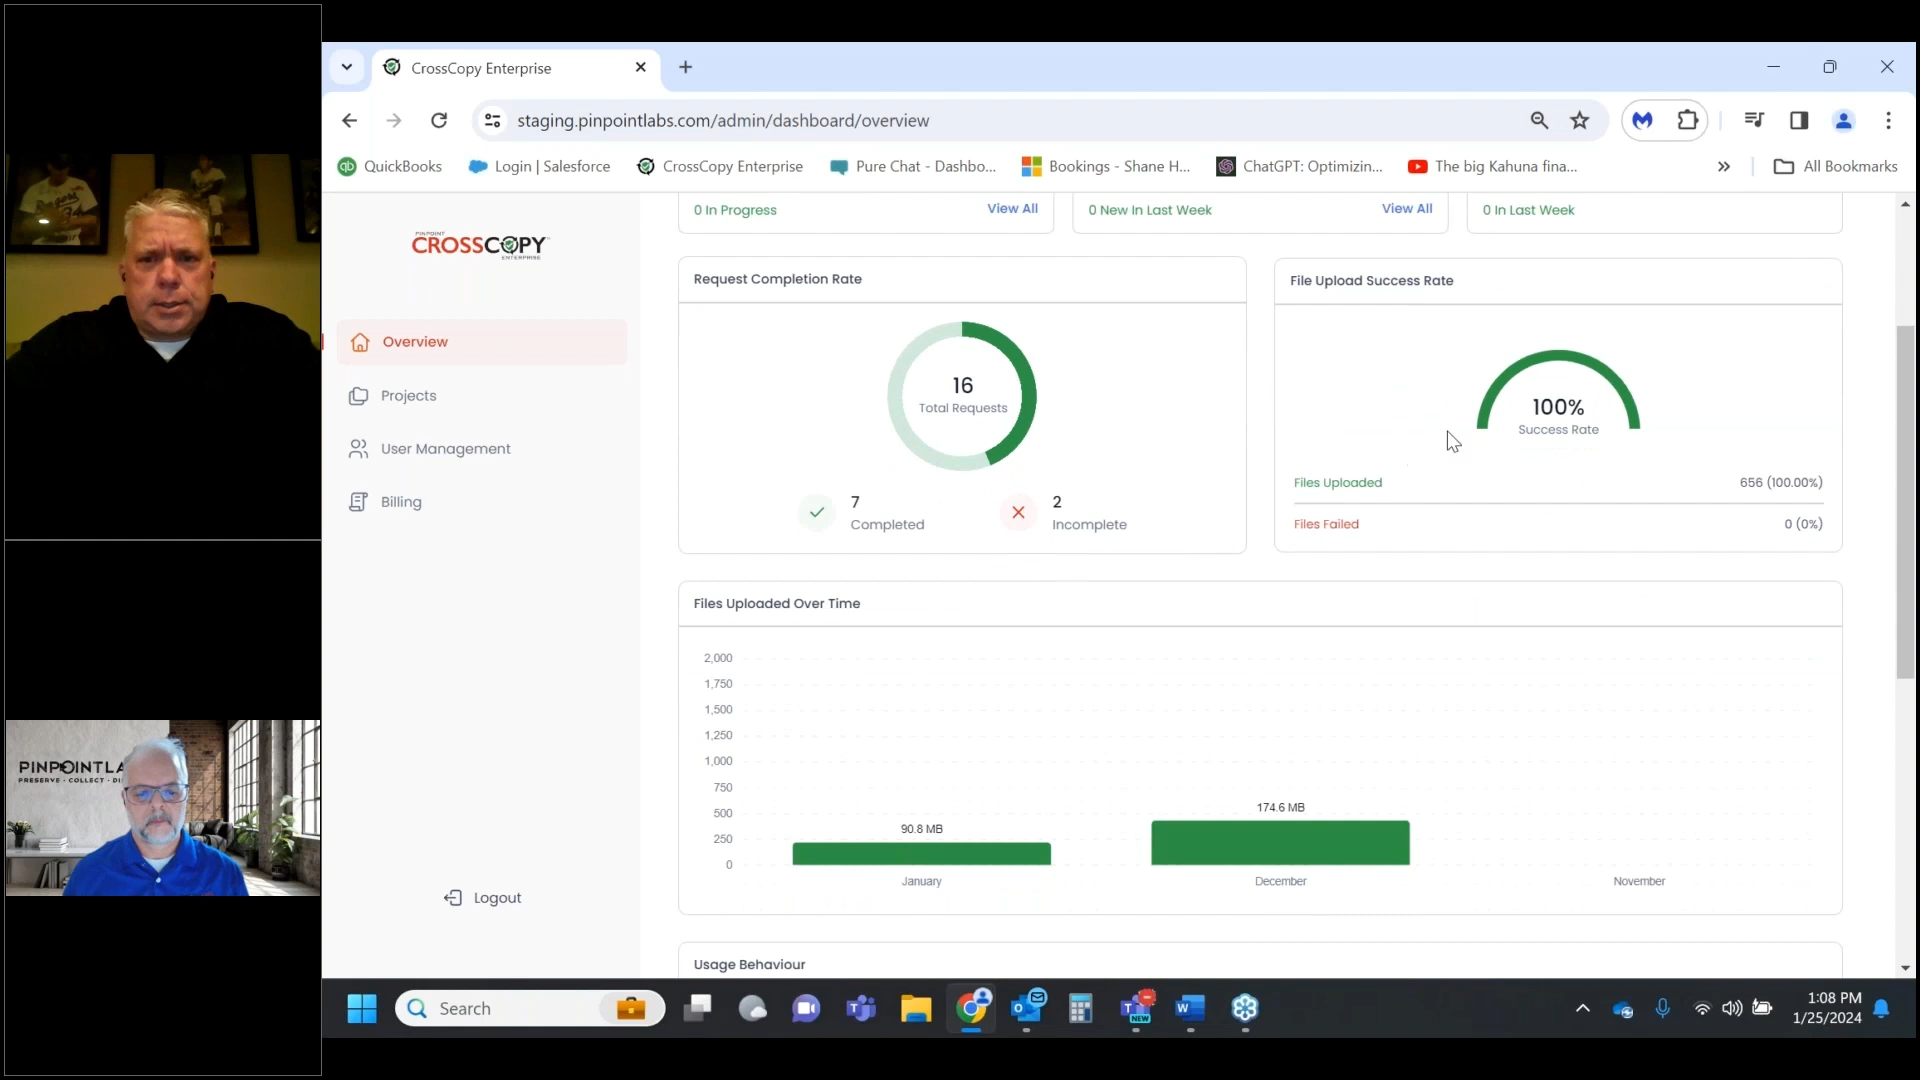 CrossCopy Enterprise
staging.pinpointlabs.com/admin/dashboard/overview
QuickBooks
Login | Salesforce
CrossCopy Enterprise
Pure Chat - Dashbo...
Bookings - Shane H...
ChatGPT: Optimizin...
The big Kahuna fina...
All Bookmarks
PINPOINT
CROSSCOPY
ENTERPRISE
Overview
Projects
User Management
Billing
Logout
0 In Progress
View All
0 New In Last Week
View All
0 In Last Week
Request Completion Rate
16
Total Requests
7
Completed
2
Incomplete
File Upload Success Rate
100%
Success Rate
Files Uploaded
656 (100.00%)
Files Failed
0 (0%)
Files Uploaded Over Time
2,000
1,750
1,500
1,250
1,000
750
500
250
0
90.8 MB
174.6 MB
January
December
November
Usage Behaviour
PINPOINTLA
PRESERVE - COLLECT - DI
Search
NEW
1:08 PM
1/25/2024